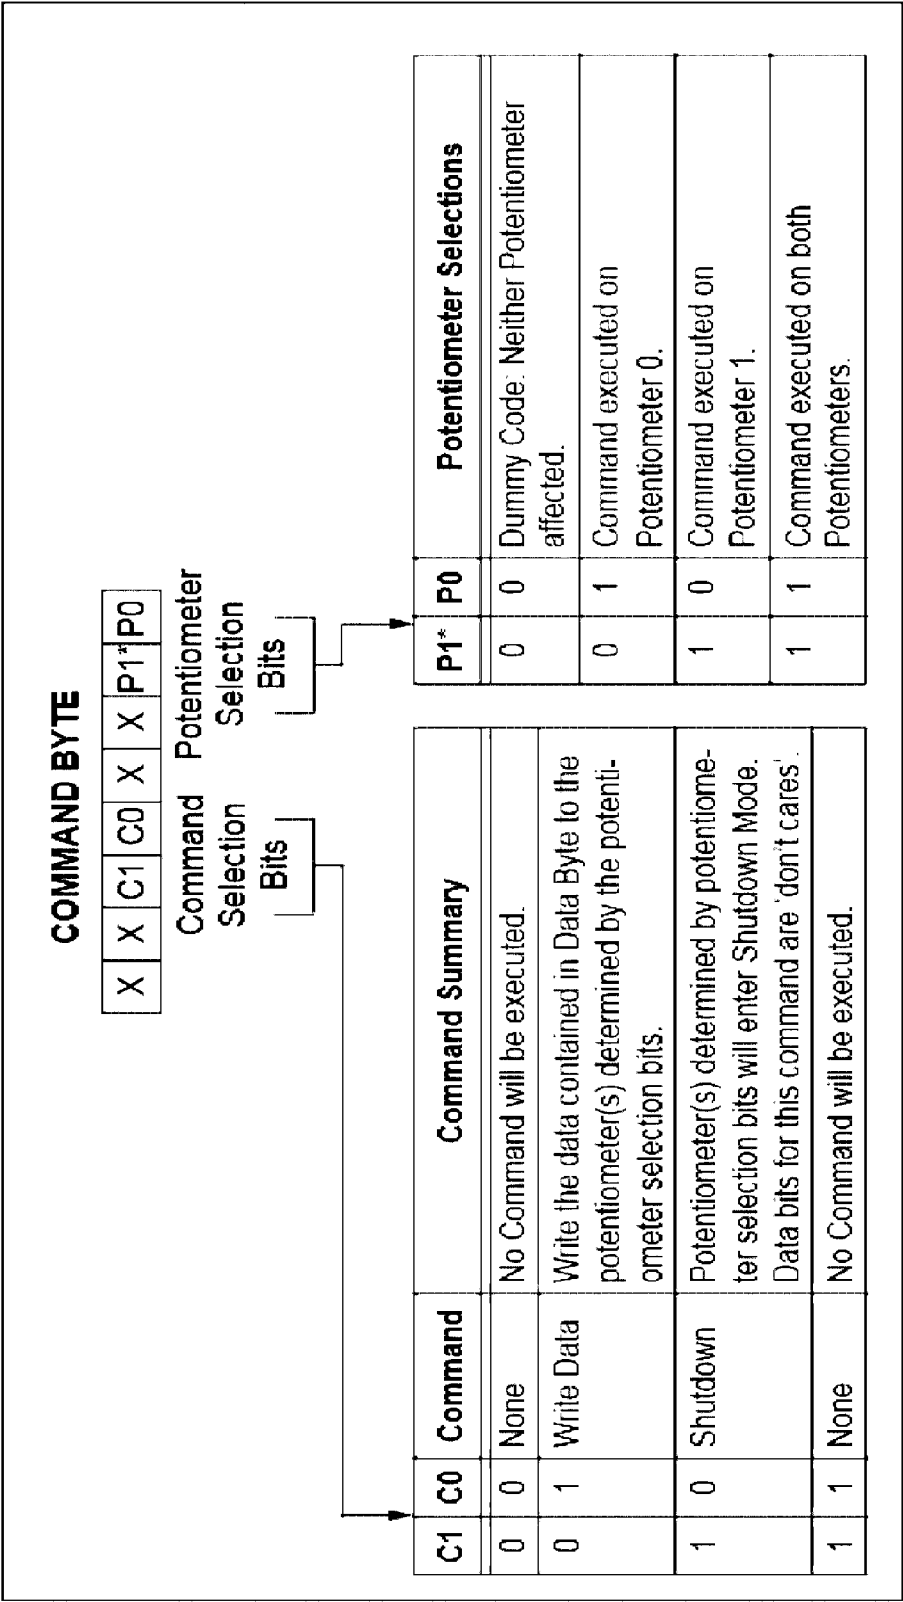 COMMAND BYTE
X X C1 C0 X X P1* P0
Command
Selection
Bits
Potentiometer
Selection
Bits
C1 C0 Command Command Summary
0 0 None No Command will be executed.
0 1 Write Data Write the data contained in Data Byte to the
potentiometer(s) determined by the potenti-
ometer selection bits.
1 0 Shutdown Potentiometer(s) determined by potentiome-
ter selection bits will enter Shutdown Mode.
Data bits for this command are 'don't cares'.
1 1 None No Command will be executed.
P1* P0 Potentiometer Selections
0 0 Dummy Code: Neither Potentiometer
affected.
0 1 Command executed on
Potentiometer 0.
1 0 Command executed on
Potentiometer 1.
1 1 Command executed on both
Potentiometers.